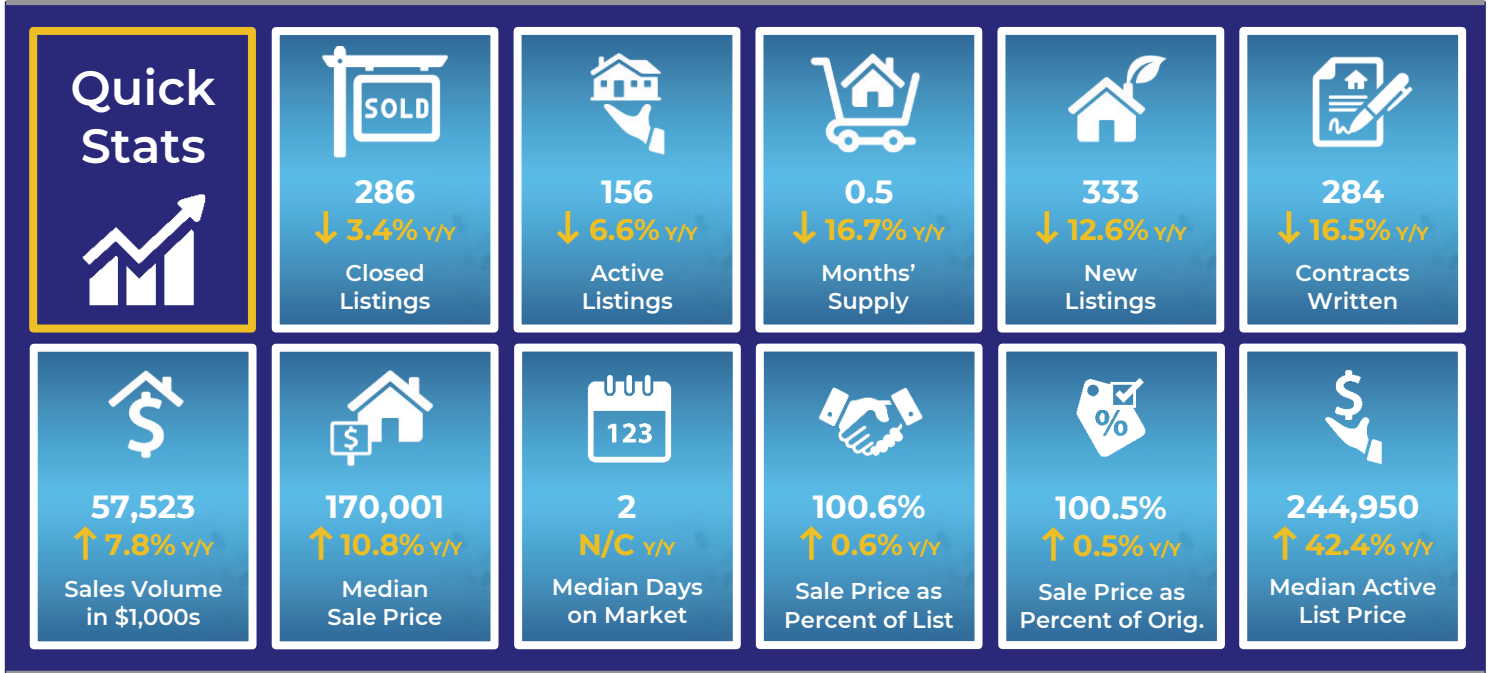 Quick
Stats
SOLD
286
↓ 3.4% Y/Y
Closed
Listings
156
↓ 6.6% Y/Y
Active
Listings
0.5
↓ 16.7% Y/Y
Months’
Supply
333
↓ 12.6% Y/Y
New
Listings
284
↓ 16.5% Y/Y
Contracts
Written
$
57,523
↑ 7.8% Y/Y
Sales Volume
in $1,000s
$
170,001
↑ 10.8% Y/Y
Median
Sale Price
123
2
N/C Y/Y
Median Days
on Market
100.6%
↑ 0.6% Y/Y
Sale Price as
Percent of List
%
100.5%
↑ 0.5% Y/Y
Sale Price as
Percent of Orig.
$
244,950
↑ 42.4% Y/Y
Median Active
List Price